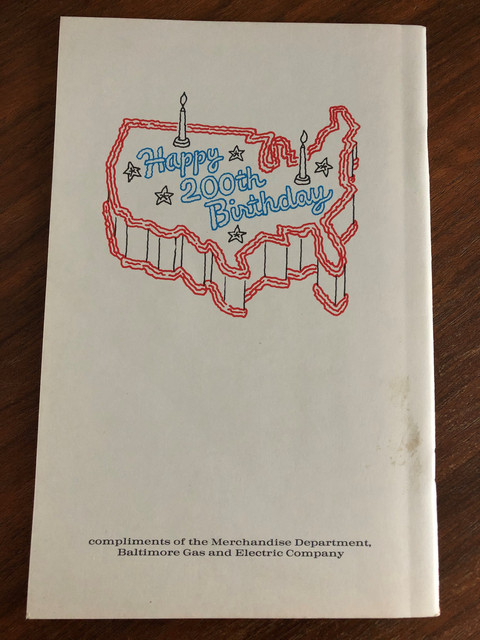 Happy
200th
Birthday
compliments of the Merchandise Department,
Baltimore Gas and Electric Company